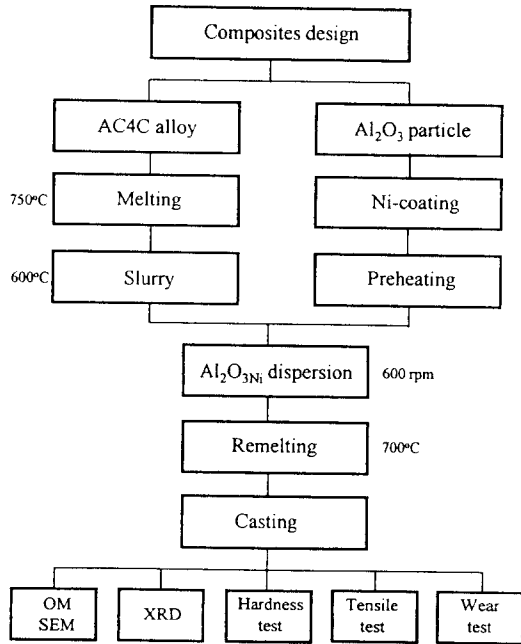 Composites design
AC4C alloy
Al₂O₃ particle
750°C
Melting
Ni-coating
600°C
Slurry
Preheating
Al₂O₃Ni dispersion
600 rpm
Remelting
700°C
Casting
OM
SEM
XRD
Hardness
test
Tensile
test
Wear
test